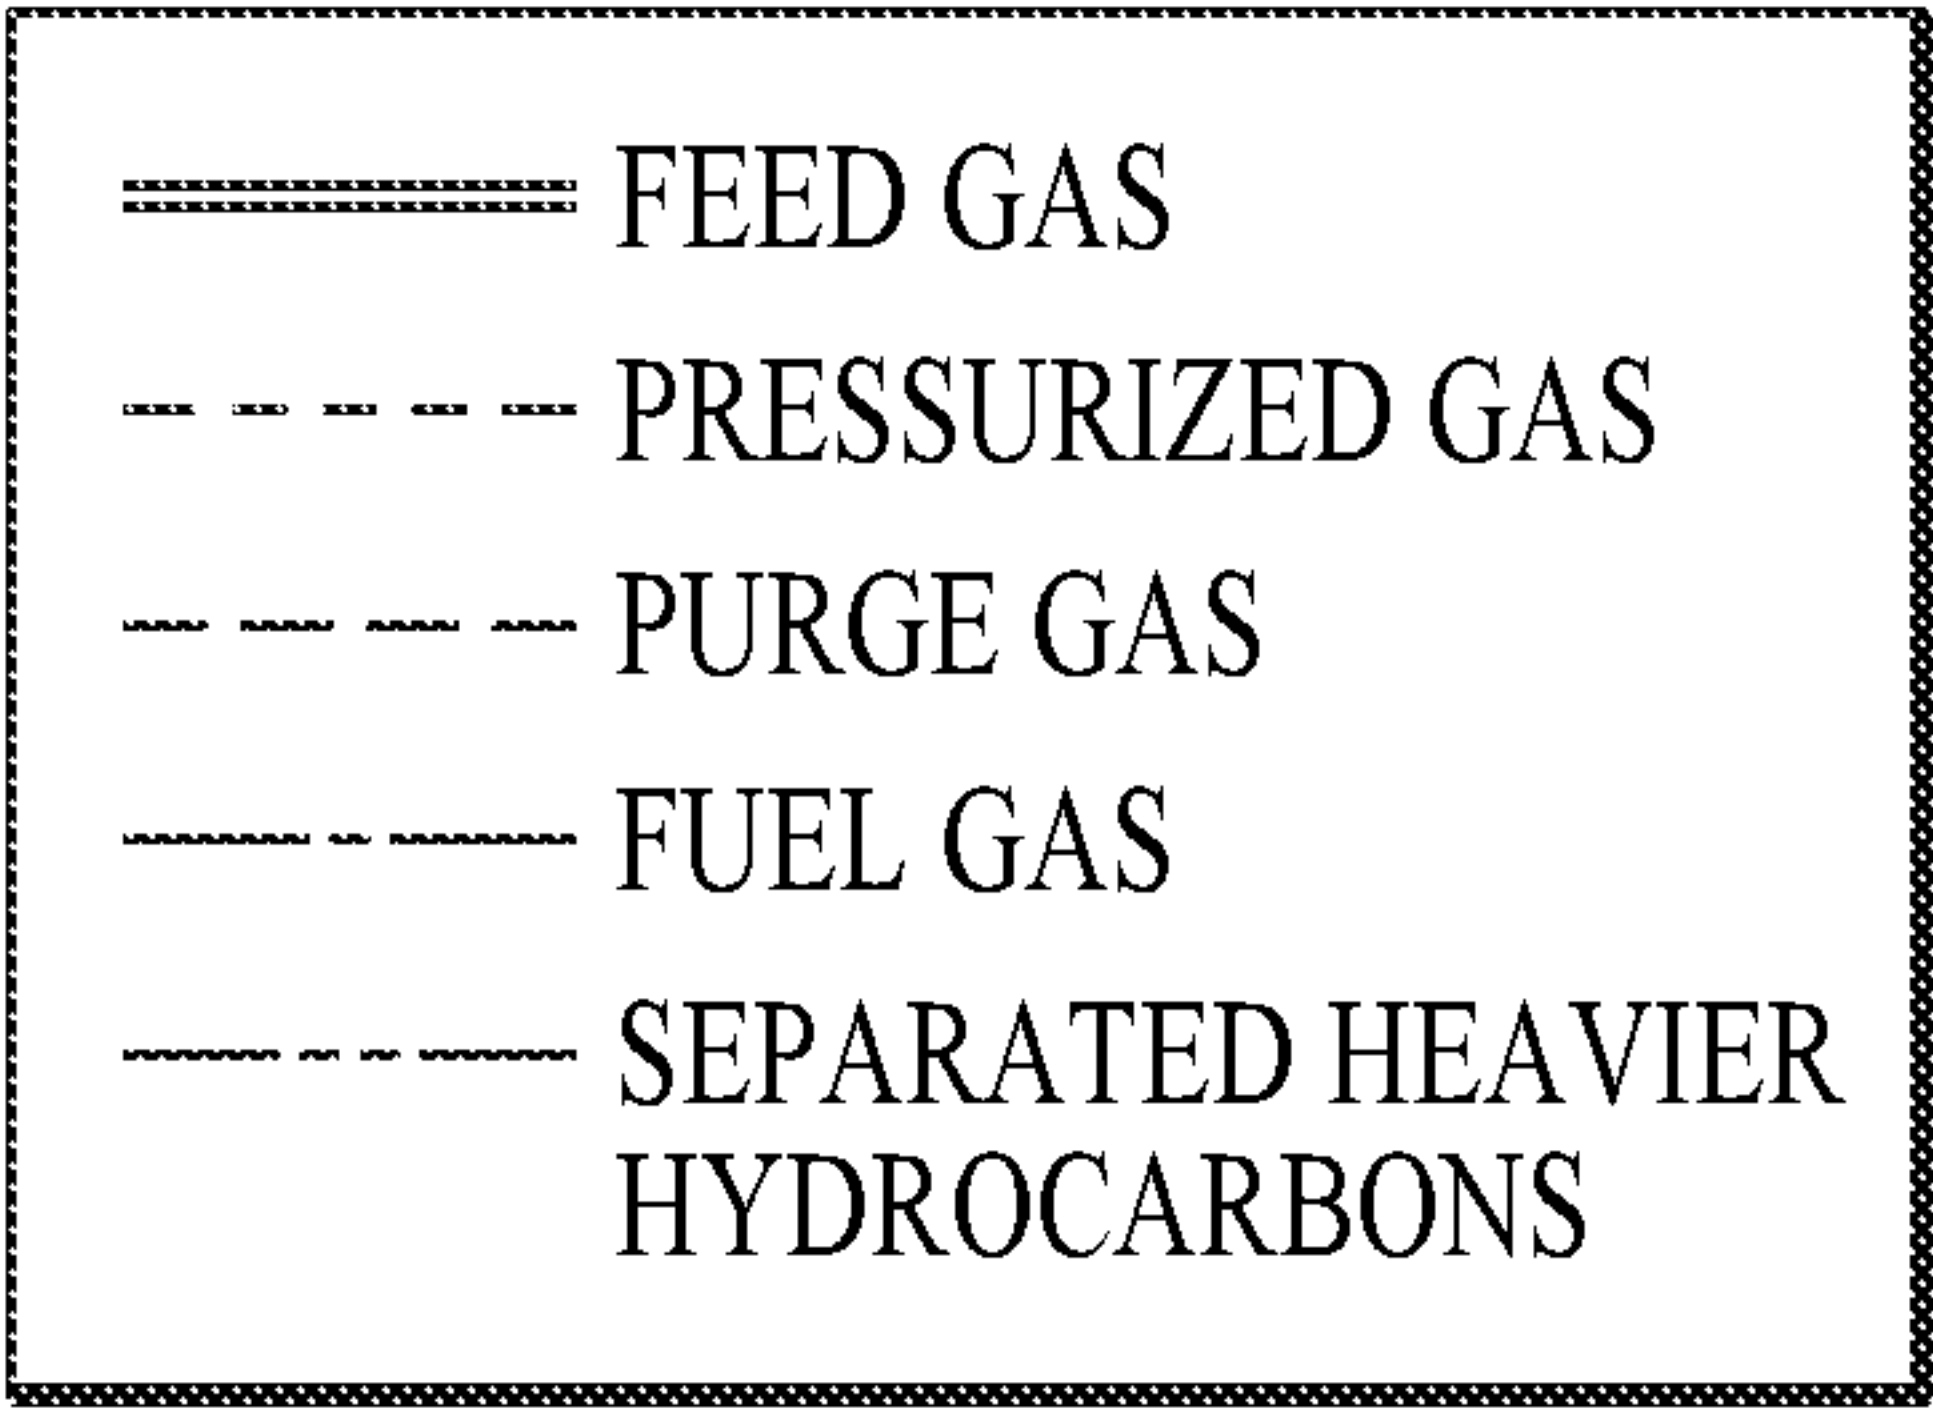 FEED GAS
PRESSURIZED GAS
PURGE GAS
FUEL GAS
SEPARATED HEAVIER
HYDROCARBONS